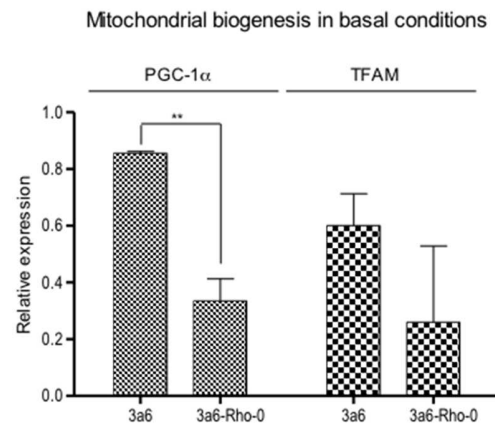 Mitochondrial biogenesis in basal conditions
PGC-1α TFAM
**
1.0
0.8
0.6
0.4
0.2
0.0
Relative expression
3a6 3a6-Rho-0 3a6 3a6-Rho-0